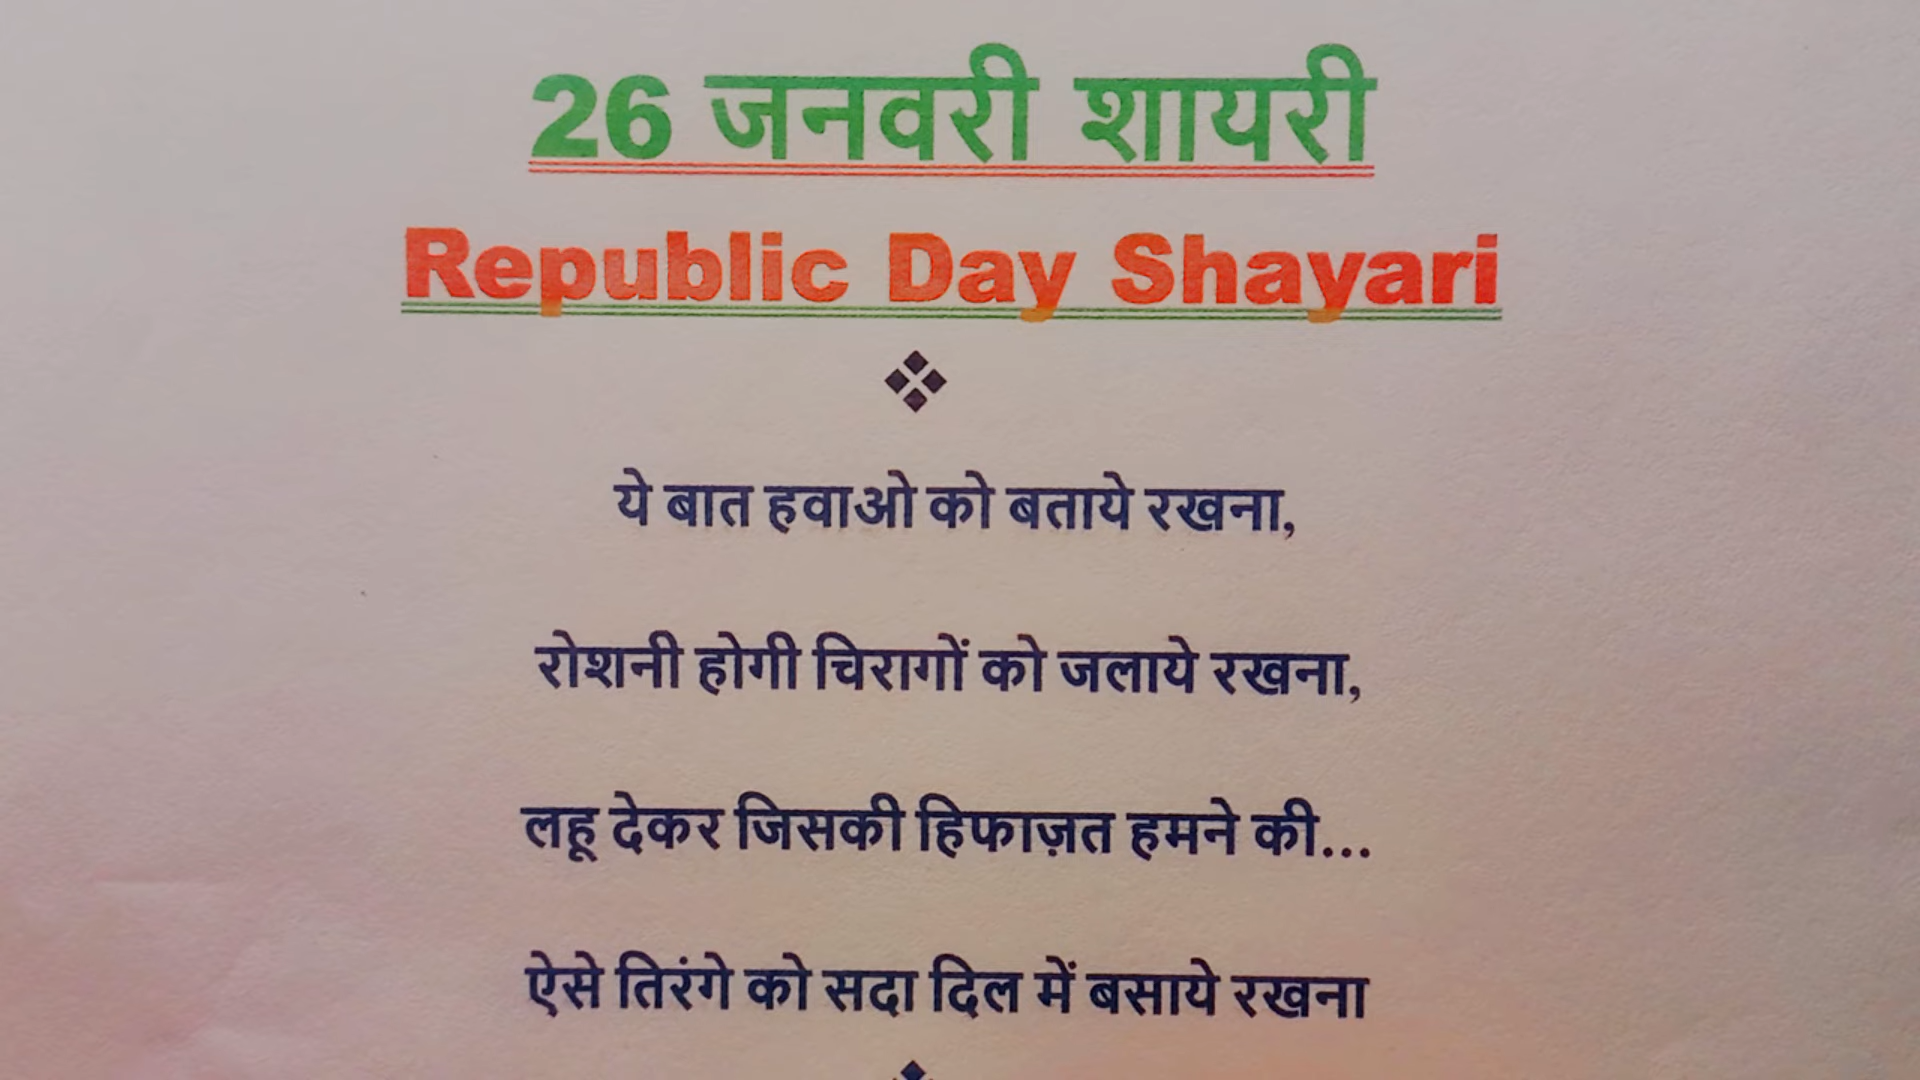 26 जनवरी शायरी
Republic Day Shayari
ये बात हवाओ को बताये रखना,
रोशनी होगी चिरागों को जलाये रखना,
लहू देकर जिसकी हिफाज़त हमने की...
ऐसे तिरंगे को सदा दिल में बसाये रखना